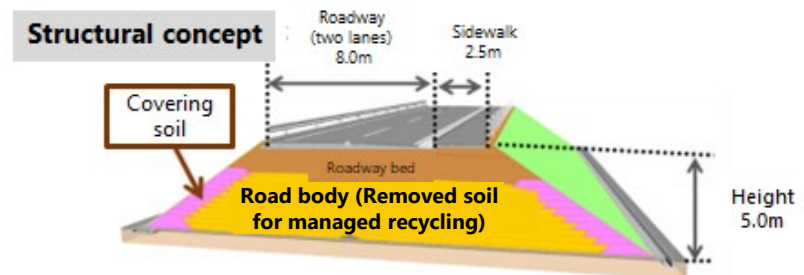 Structural concept
Roadway
(two lanes)
8.0m
Sidewalk
2.5m
Covering
soil
Roadway bed
Road body (Removed soil
for managed recycling)
Height
5.0m